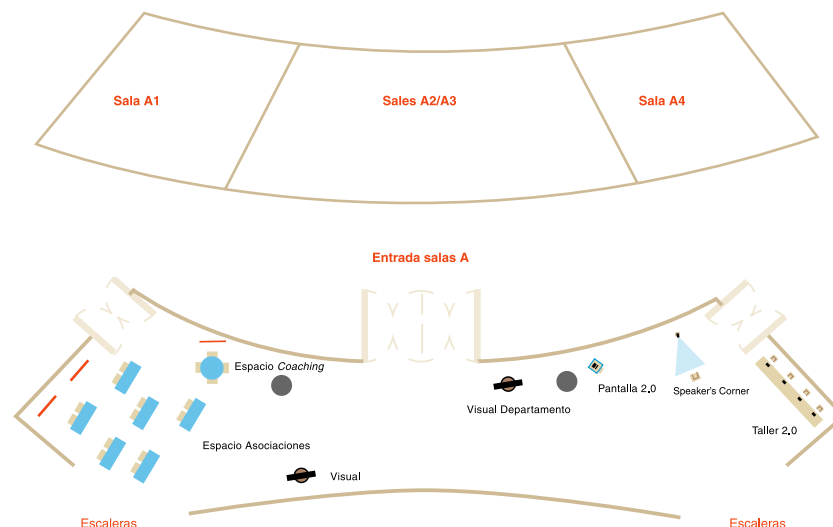 Sala A1
Sales A2/A3
Sala A4
Entrada salas A
Espacio Coaching
Pantalla 2,0
Speaker's Corner
Visual Departamento
Taller 2,0
Espacio Asociaciones
Visual
Escaleras
Escaleras